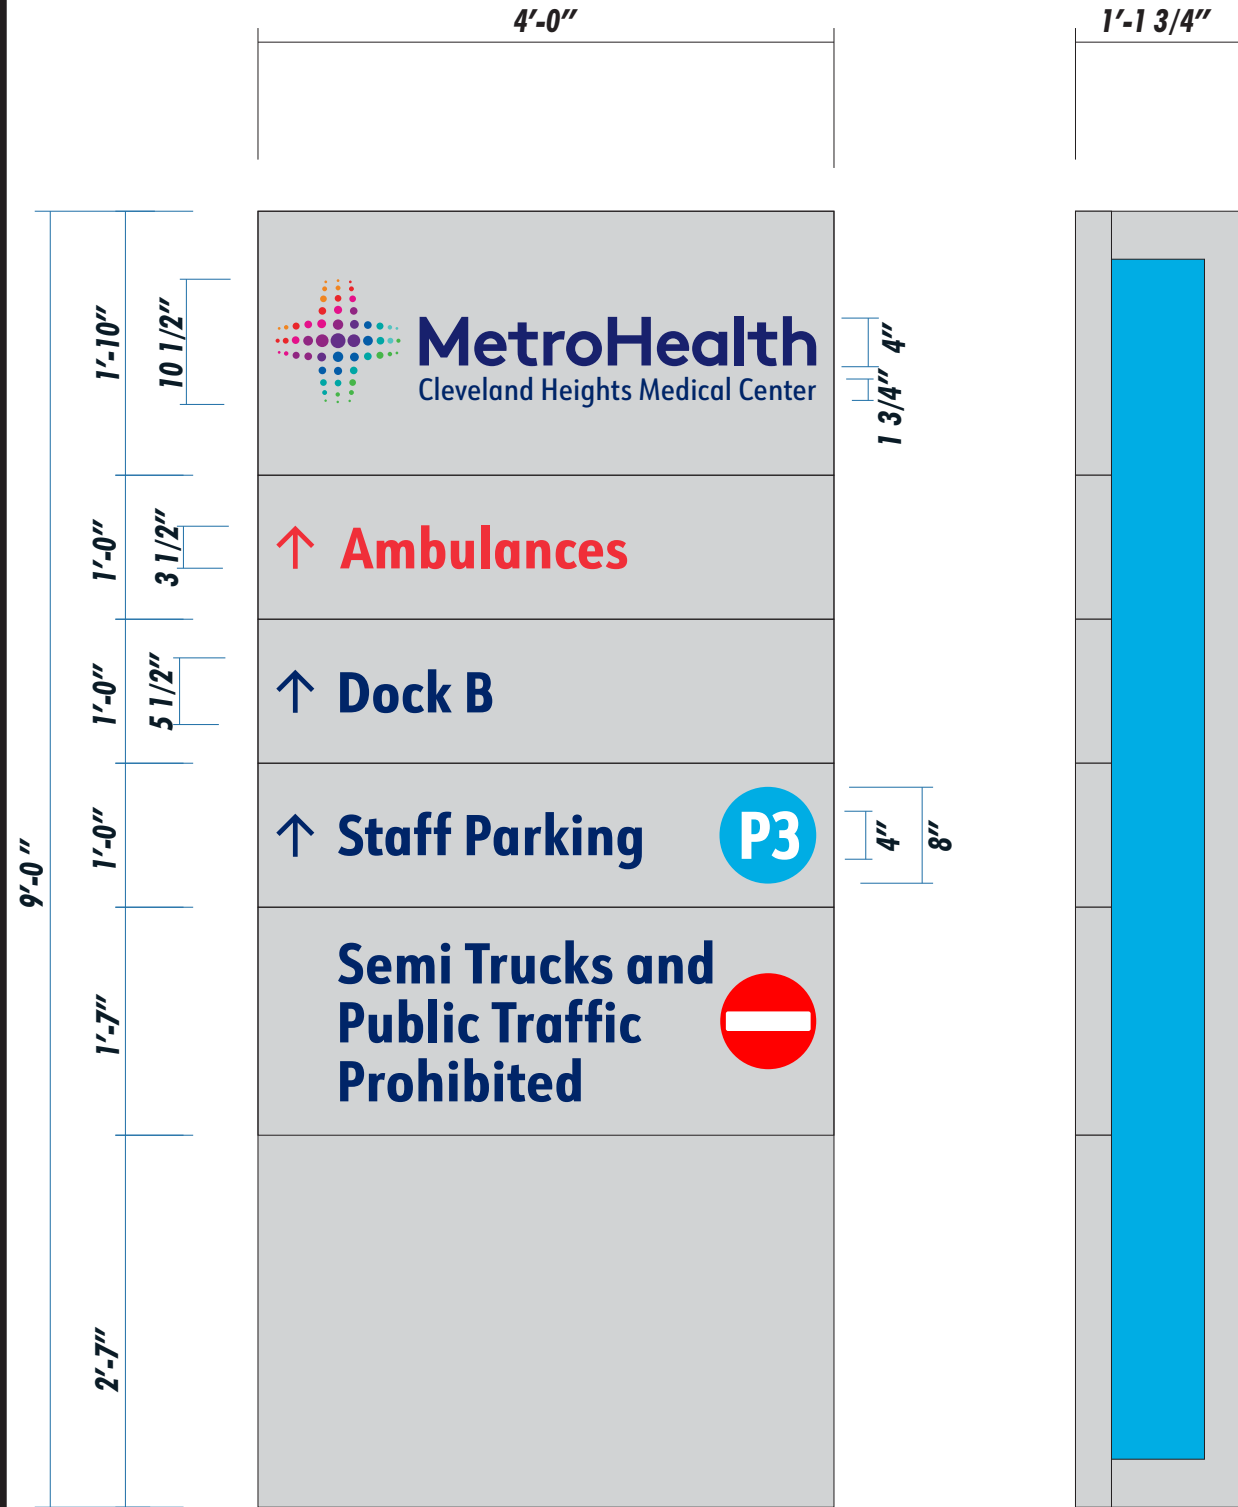 4'-0"
1'-1 3/4"
1'-10"
10 1/2"
MetroHealth
Cleveland Heights Medical Center
4"
1 3/4"
1'-0"
3 1/2"
↑ Ambulances
1'-0"
5 1/2"
↑ Dock B
9'-0"
1'-0"
↑ Staff Parking
P3
4"
8"
1'-7"
Semi Trucks and
Public Traffic
Prohibited
2'-7"